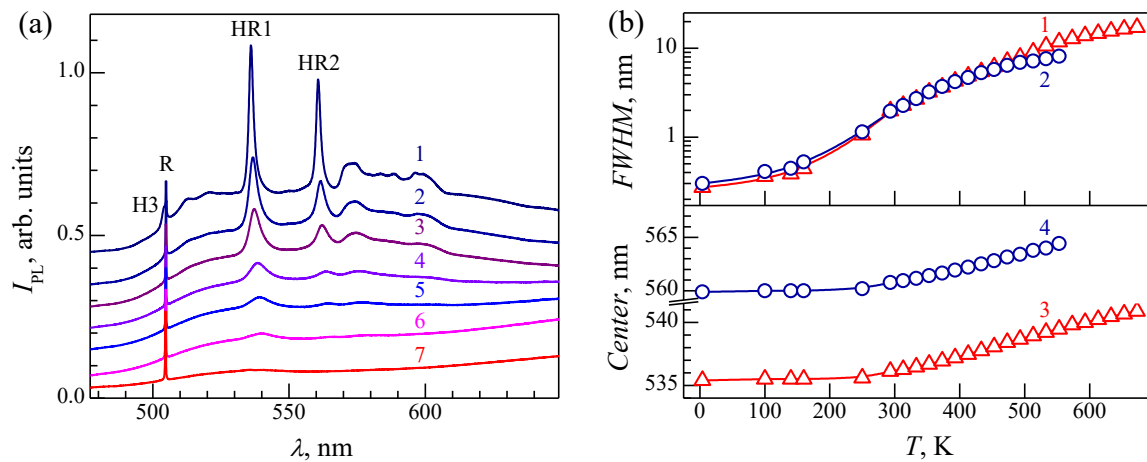 (a)
HR1
HR2
R
H3
1
2
3
4
5
6
7
1.0
0.5
0.0
I_PL, arb. units
500
550
600
λ, nm
(b)
1
2
10
1
FWHM, nm
4
3
565
560
540
535
Center, nm
0
100
200
300
400
500
600
T, K